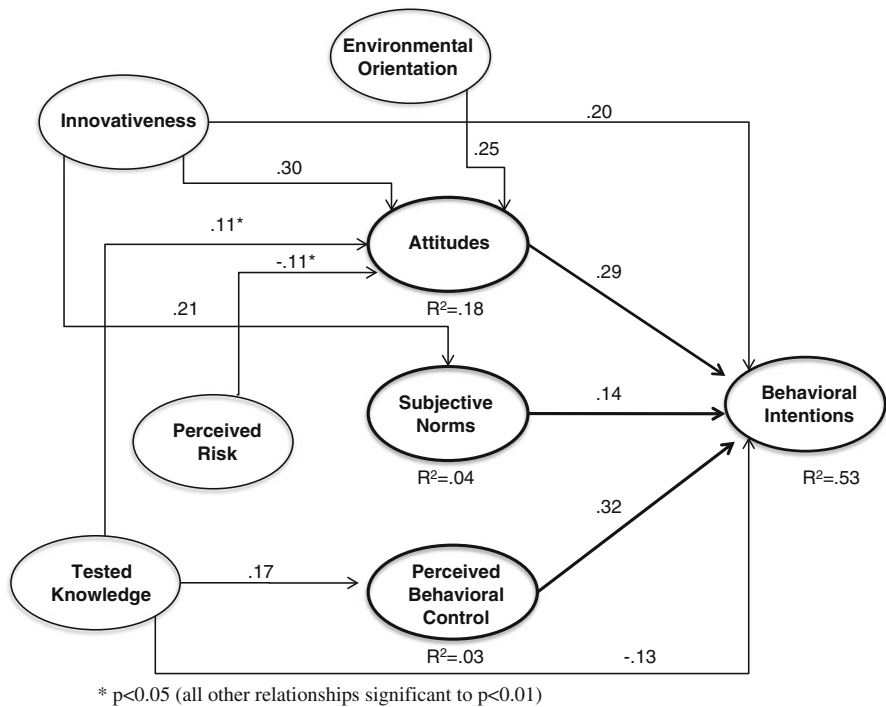 Environmental
Orientation
Innovativeness
.20
.25
.30
.11*
Attitudes
-.11*
.29
R²=.18
.21
Behavioral
Intentions
Subjective
Norms
.14
Perceived
Risk
R²=.04
R²=.53
.32
Tested
Knowledge
.17
Perceived
Behavioral
Control
R²=.03
-.13
* p<0.05 (all other relationships significant to p<0.01)